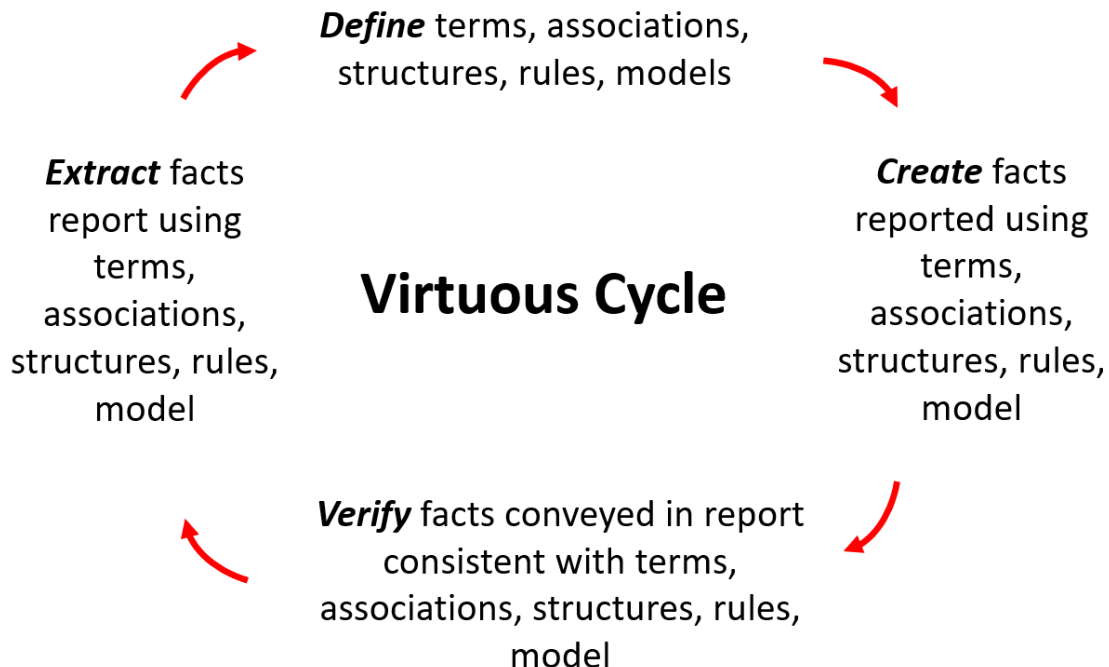 Define terms, associations,
structures, rules, models
Extract facts
report using
terms,
associations,
structures, rules,
model
Virtuous Cycle
Create facts
reported using
terms,
associations,
structures, rules,
model
Verify facts conveyed in report
consistent with terms,
associations, structures, rules,
model